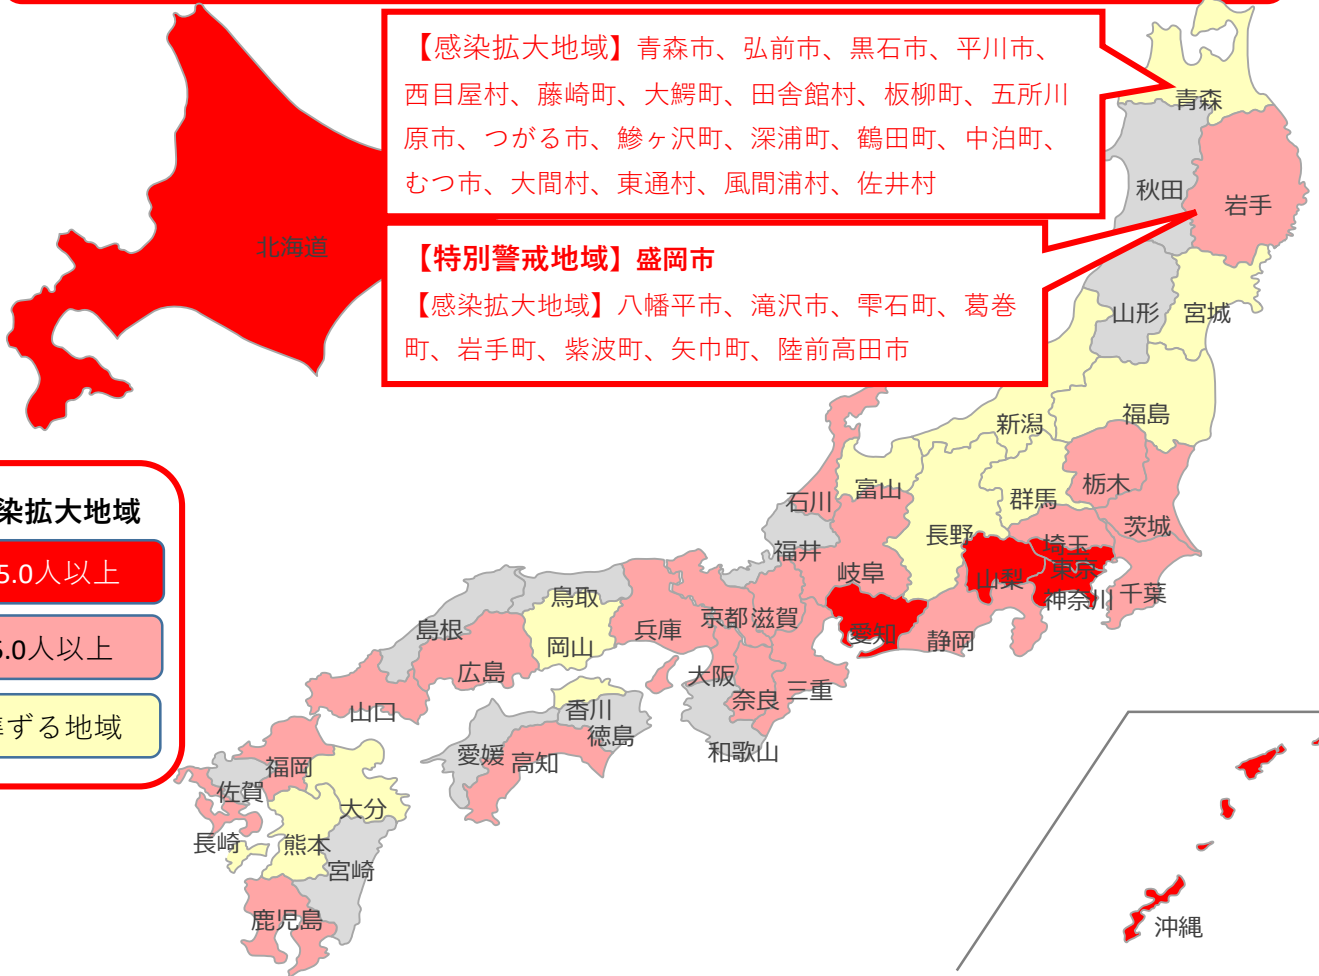 【感染拡大地域】青森市、弘前市、黒石市、平川市、
西目屋村、藤崎町、大鰐町、田舎館村、板柳町、五所川
原市、つがる市、鰺ヶ沢町、深浦町、鶴田町、中泊町、
むつ市、大間村、東通村、風間浦村、佐井村
青森
秋田
岩手
北海道
【特別警戒地域】盛岡市
【感染拡大地域】八幡平市、滝沢市、雫石町、葛巻
町、岩手町、紫波町、矢巾町、陸前高田市
山形
宮城
福島
新潟
富山
石川
群馬
栃木
茨城
長野
埼玉
福井
岐阜
山梨
東京
神奈川
千葉
染拡大地域
5.0人以上
5.0人以上
準ずる地域
鳥取
島根
岡山
兵庫
京都
滋賀
愛知
静岡
広島
大阪
奈良
三重
山口
香川
徳島
和歌山
愛媛
高知
福岡
佐賀
大分
長崎
熊本
宮崎
鹿児島
沖縄